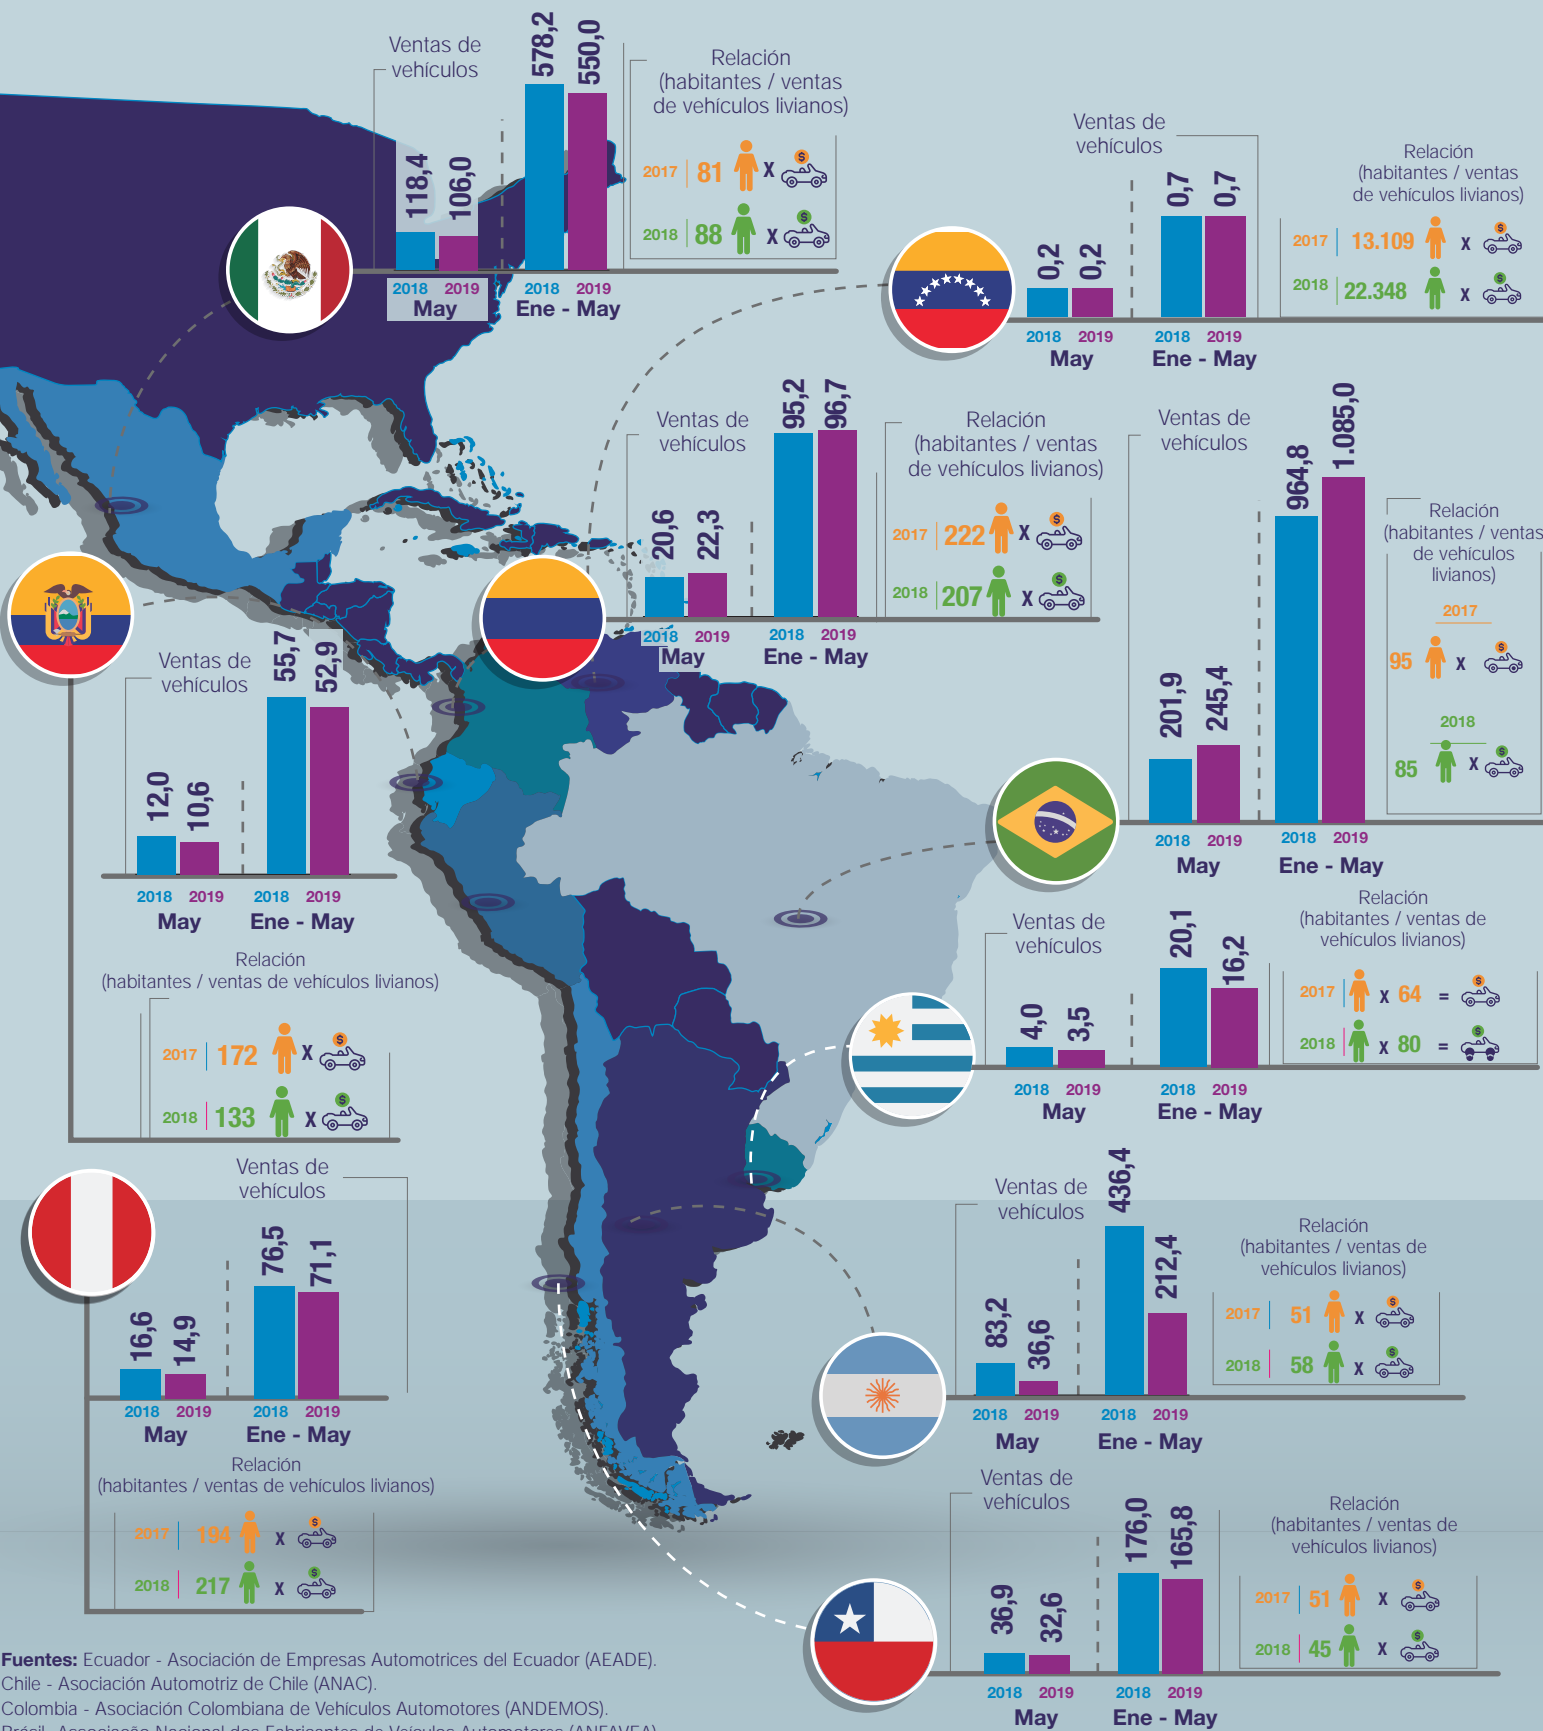 Ventas de
vehículos
118,4
106,0
578,2
550,0
2018 2019 2018 2019
May Ene - May
Relación
(habitantes / ventas
de vehículos livianos)
2017 81 X $
2018 88 X $
Ventas de
vehículos
0,2
0,2
0,7
0,7
2018 2019 2018 2019
May Ene - May
Relación
(habitantes / ventas
de vehículos livianos)
2017 13.109 X $
2018 22.348 X $
Ventas de
vehículos
20,6
22,3
95,2
96,7
2018 2019 2018 2019
May Ene - May
Relación
(habitantes / ventas
de vehículos livianos)
2017 222 X $
2018 207 X $
Ventas de
vehículos
201,9
245,4
964,8
1.085,0
2018 2019 2018 2019
May Ene - May
Relación
(habitantes / ventas
de vehículos
livianos)
2017
95 X $
2018
85 X $
Ventas de
vehículos
12,0
10,6
55,7
52,9
2018 2019 2018 2019
May Ene - May
Relación
(habitantes / ventas de vehículos livianos)
2017 172 X $
2018 133 X $
Ventas de
vehículos
4,0
3,5
20,1
16,2
2018 2019 2018 2019
May Ene - May
Relación
(habitantes / ventas de
vehículos livianos)
2017 X 64 = $
2018 X 80 = $
Ventas de
vehículos
16,6
14,9
76,5
71,1
2018 2019 2018 2019
May Ene - May
Relación
(habitantes / ventas de vehículos livianos)
2017 194 X $
2018 217 X $
Ventas de
vehículos
83,2
36,6
436,4
212,4
2018 2019 2018 2019
May Ene - May
Relación
(habitantes / ventas de
vehículos livianos)
2017 51 X $
2018 58 X $
Ventas de
vehículos
36,9
32,6
176,0
165,8
2018 2019 2018 2019
May Ene - May
Relación
(habitantes / ventas de
vehículos livianos)
2017 51 X $
2018 45 X $
Fuentes: Ecuador - Asociación de Empresas Automotrices del Ecuador (AEADE).
Chile - Asociación Automotriz de Chile (ANAC).
Colombia - Asociación Colombiana de Vehículos Automotores (ANDEMOS).